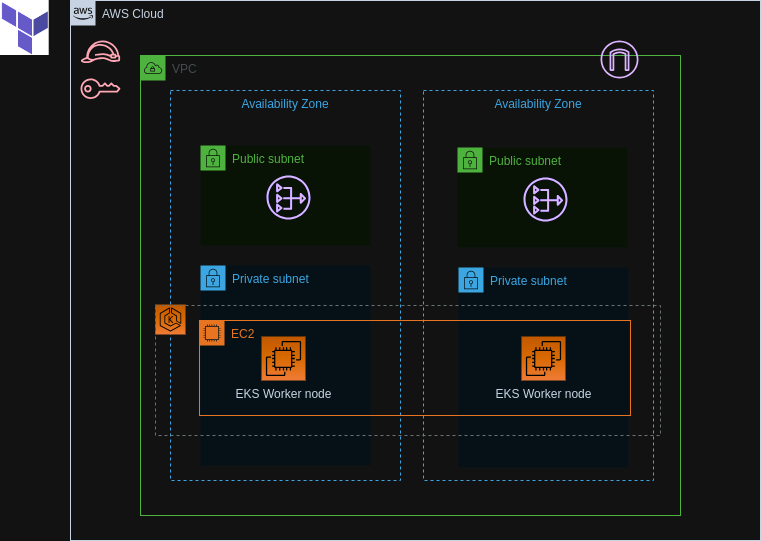 aws
AWS Cloud
VPC
Availability Zone
Availability Zone
Public subnet
Public subnet
Private subnet
Private subnet
K
EC2
EKS Worker node
EKS Worker node